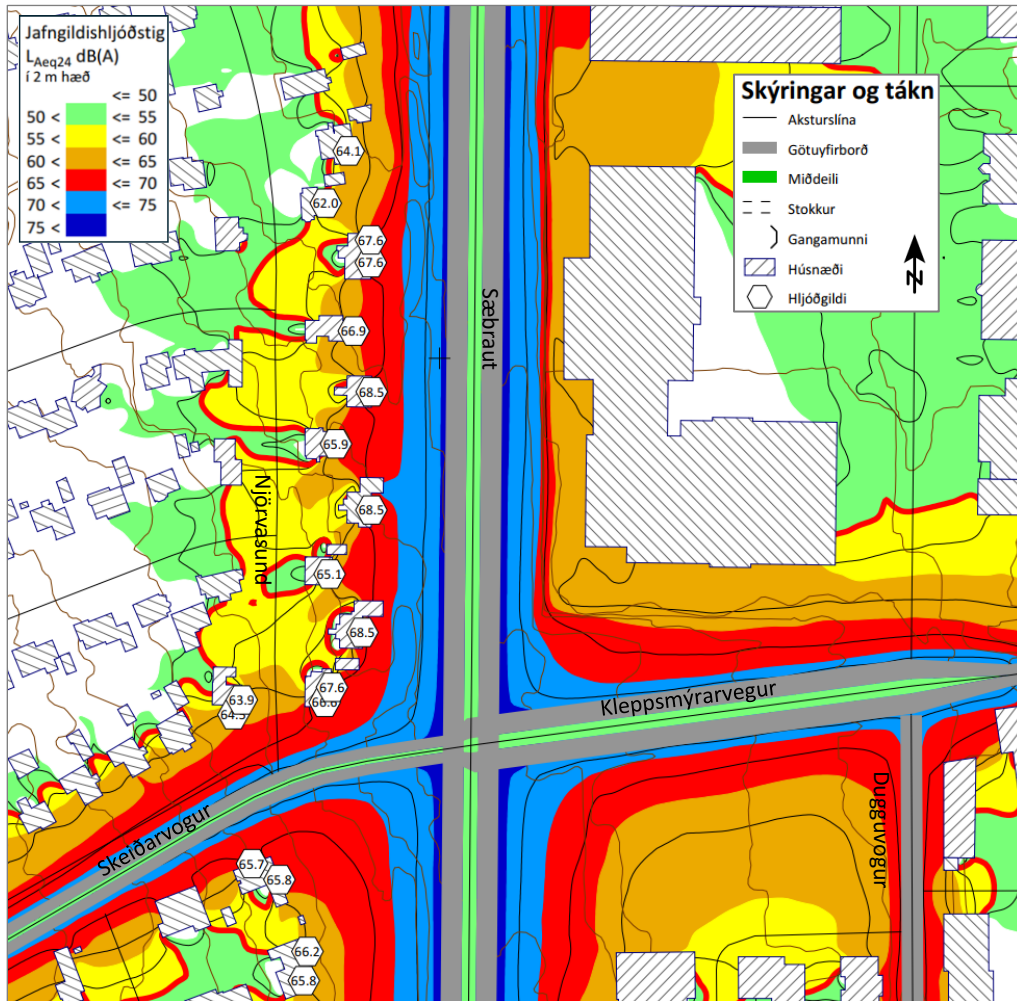 Jafngildishljóðstig
LAeq24 dB(A)
í 2 m hæð
<= 50
50 < <= 55
55 < <= 60
60 < <= 65
65 < <= 70
70 < <= 75
75 <
Skýringar og tákn
Aksturslína
Götuyfirborð
Miðdeili
Stokkur
Gangamunni
Húsnæði
Hljóðgildi
N
64.1
62.0
67.6
67.6
66.9
68.5
65.9
68.5
65.1
68.5
67.6
63.9
65.7
65.8
66.2
65.8
Sæbraut
Njörvasund
Kleppsmýrarvegur
Skeiðarvogur
Dugguvogur